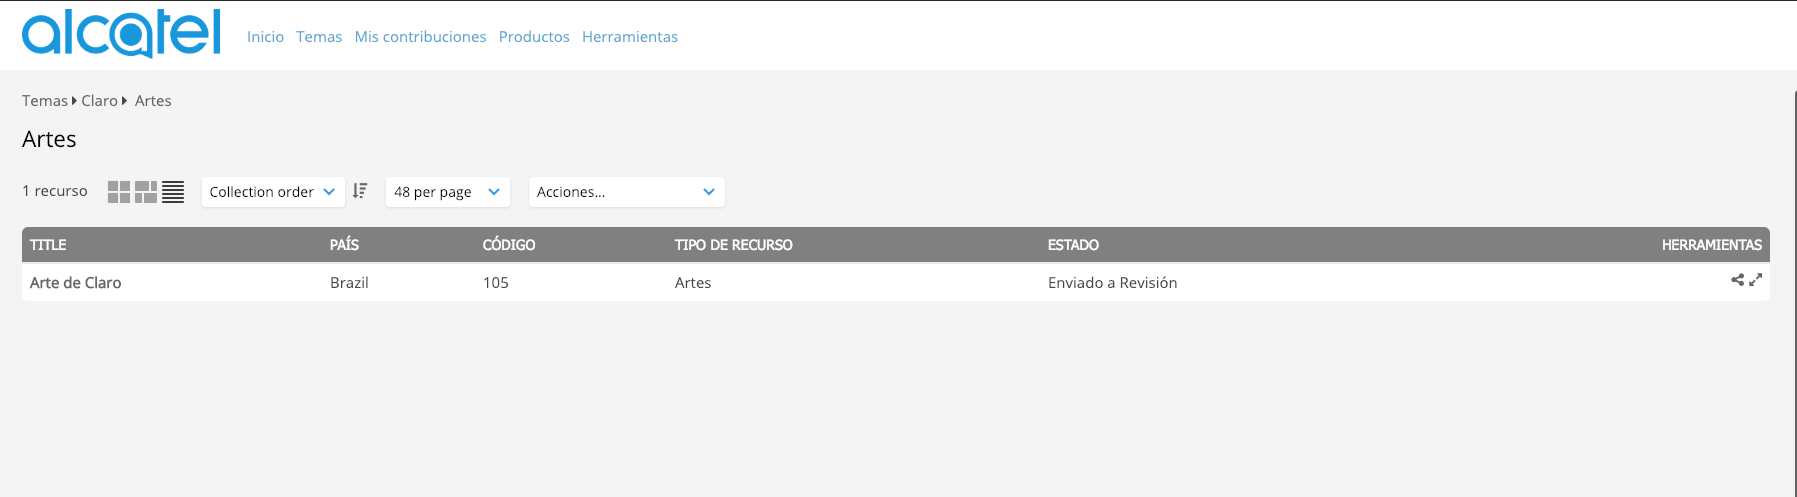 alcatel Inicio Temas Mis contribuciones Productos Herramientas
Temas Claro Artes
Artes
1 recurso Collection order 48 per page Acciones...
TITLE PAÍS CÓDIGO TIPO DE RECURSO ESTADO HERRAMIENTAS
Arte de Claro Brazil 105 Artes Enviado a Revisión